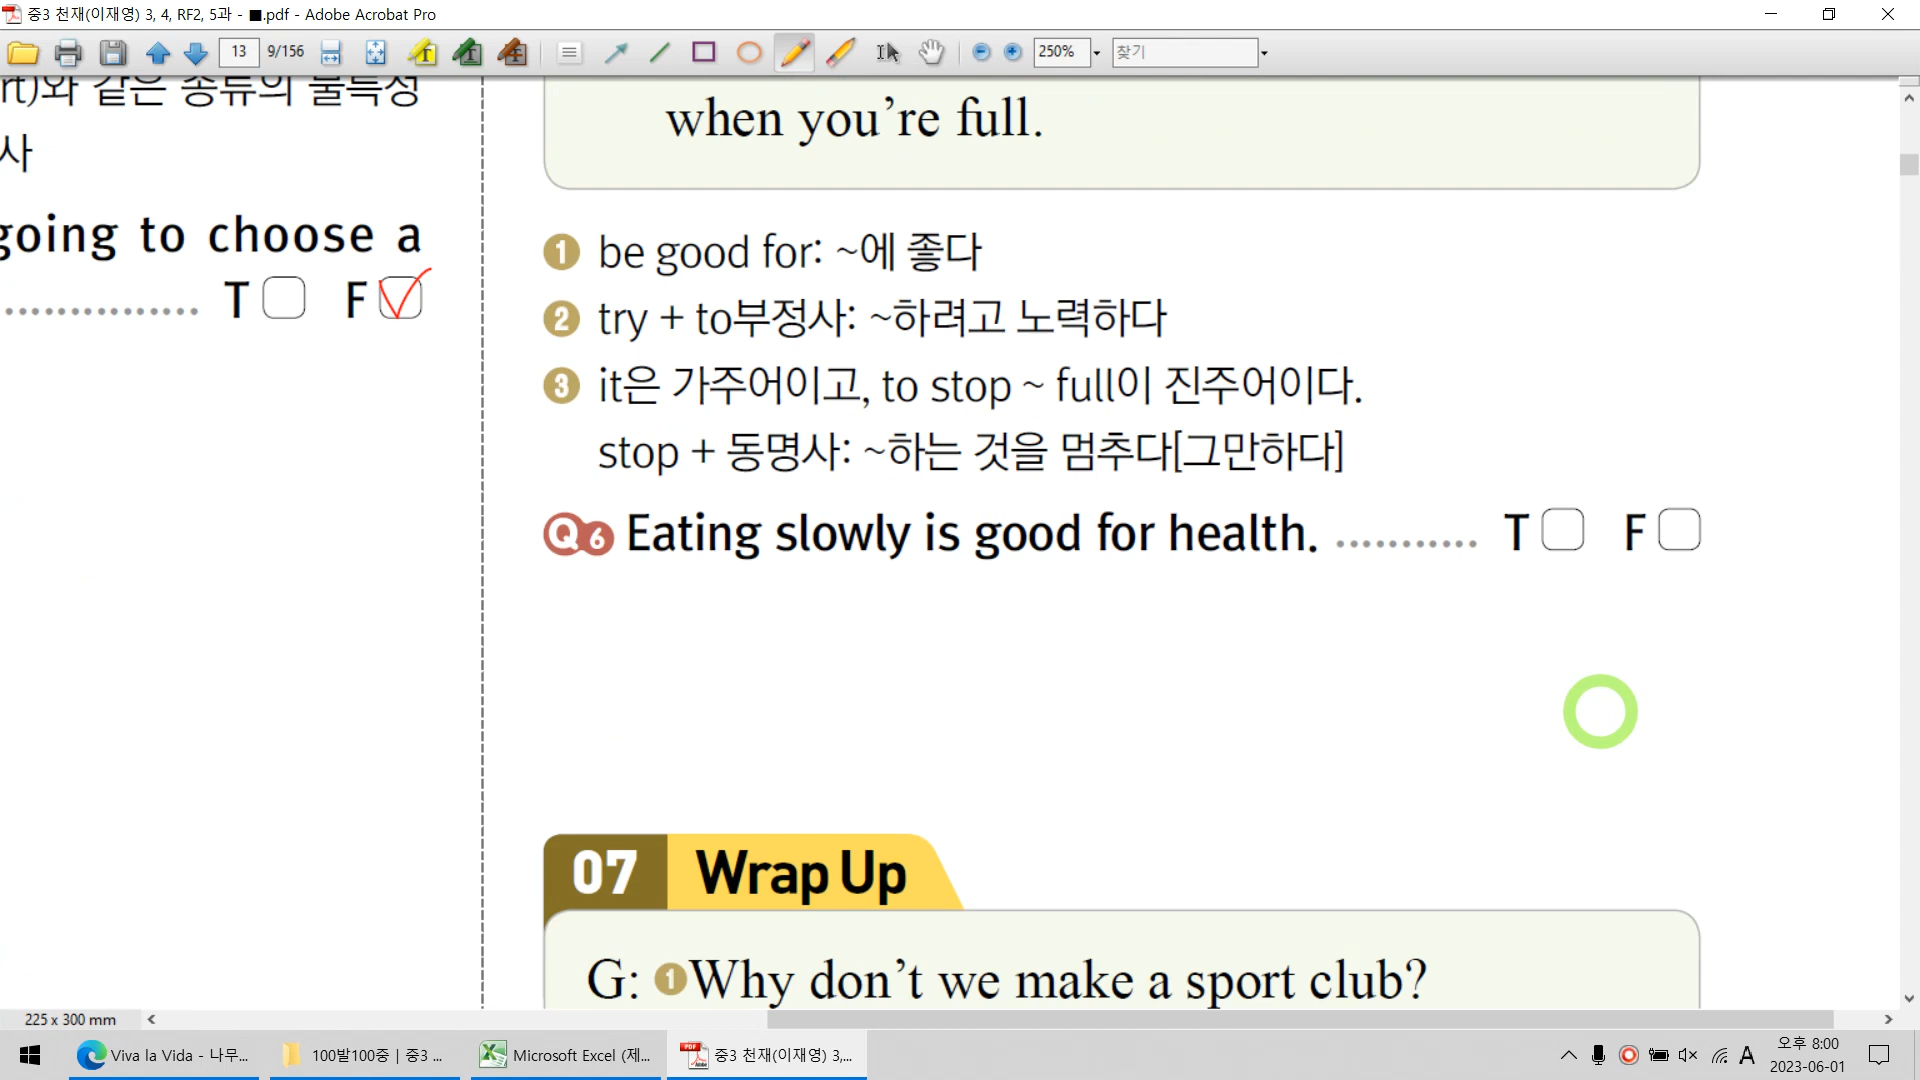 중3 천재(이재영) 3, 4, RF2, 5과 - ■.pdf - Adobe Acrobat Pro
13 9/156 250% 찾기
rt)와 같은 종류의 불특정
사
going to choose a
T F
when you're full.
1 be good for: ~에 좋다
2 try + to부정사: ~하려고 노력하다
3 it은 가주어이고, to stop ~ full이 진주어이다.
stop + 동명사: ~하는 것을 멈추다[그만하다]
Q6 Eating slowly is good for health. ........... T F
07 Wrap Up
G: 1 Why don't we make a sport club?
225 x 300 mm
Viva la Vida - 나무... 100발100중 | 중3 ... Microsoft Excel (제... 중3 천재(이재영) 3,... A 오후 8:00
2023-06-01